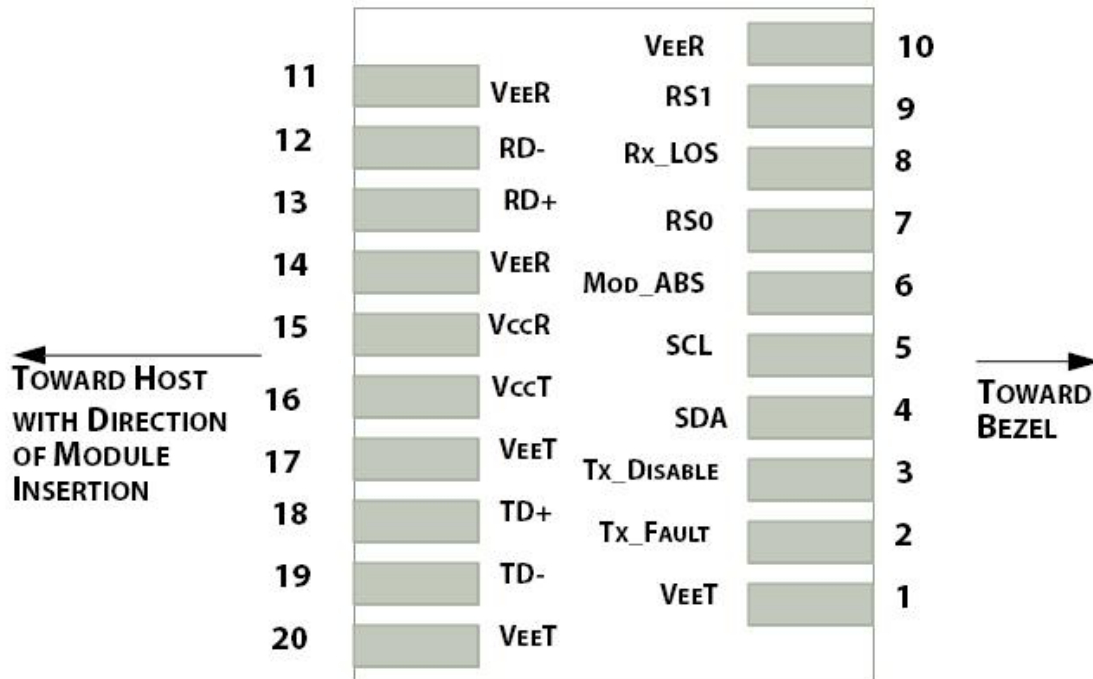 VEER 10
11 VEER
RS1 9
12 RD-
Rx_LOS 8
13 RD+
RS0 7
14 VEER
Mod_ABS 6
15 VccR
SCL 5
TOWARD HOST
WITH DIRECTION
OF MODULE
INSERTION
TOWARD
BEZEL
16 VccT
SDA 4
17 VEET
Tx_Disable 3
18 TD+
Tx_Fault 2
19 TD-
VEET 1
20 VEET